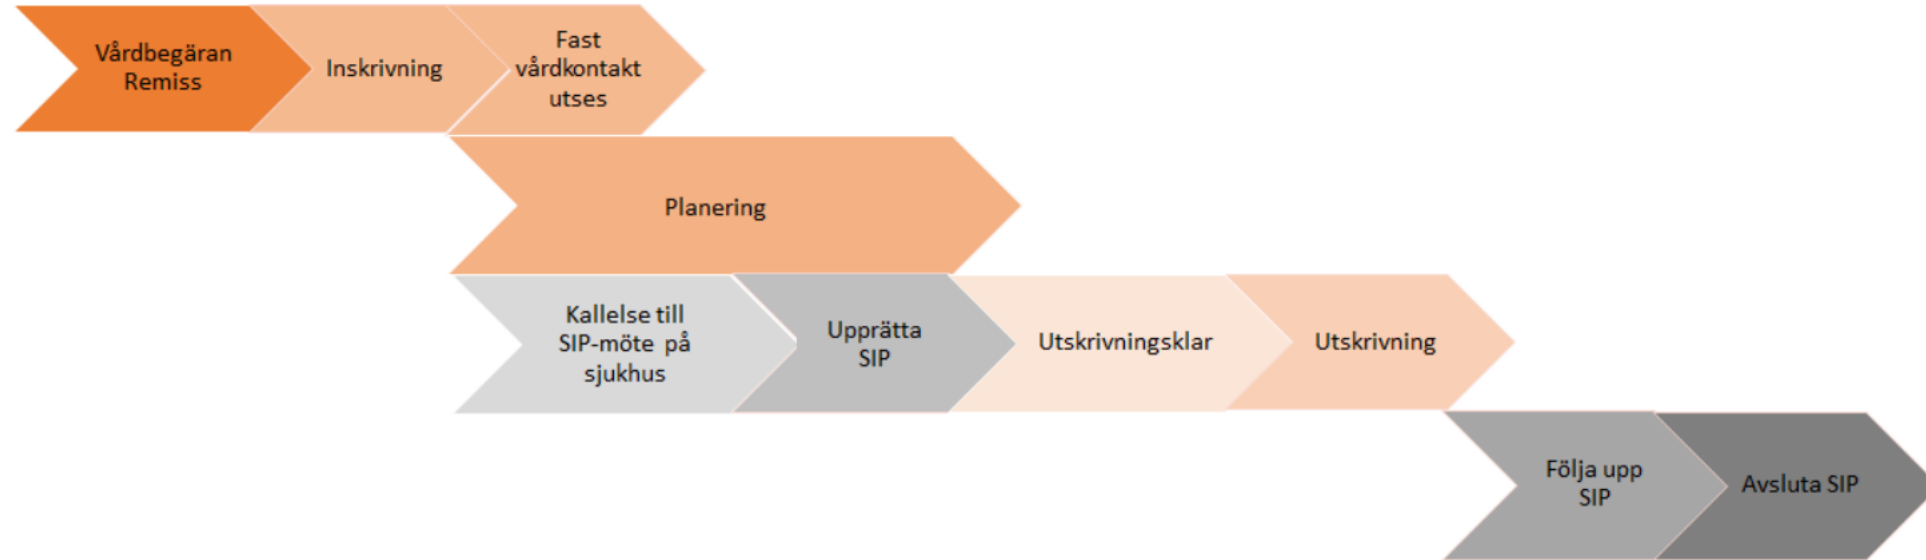 Vårdbegäran
Remiss
Inskrivning
Fast
vårdkontakt
utses
Planering
Kallelse till
SIP-möte på
sjukhus
Upprätta
SIP
Utskrivningsklar
Utskrivning
Följa upp
SIP
Avsluta SIP